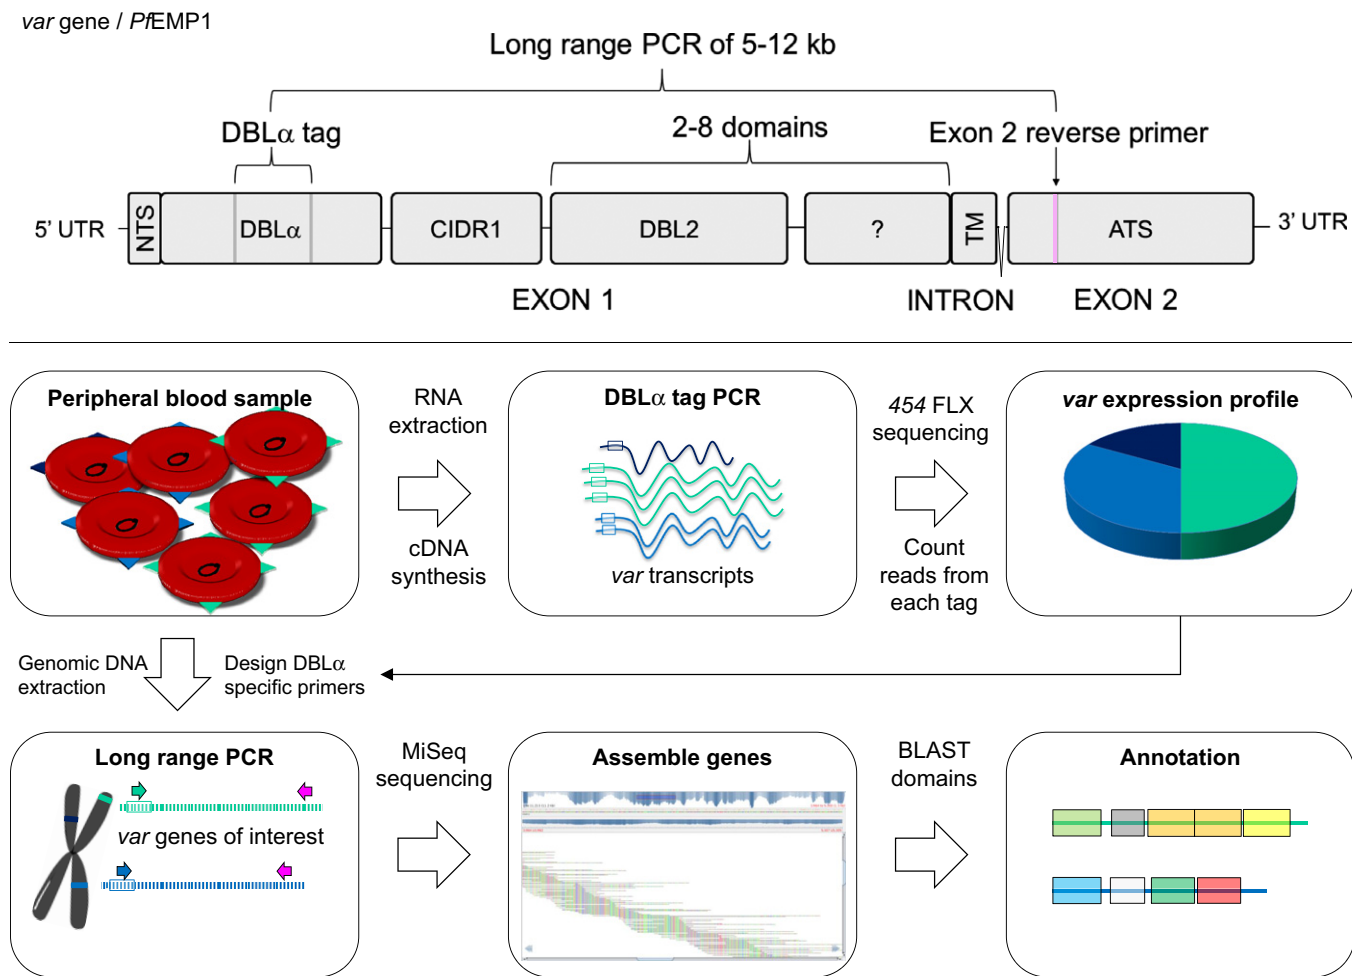 var gene / PfEMP1
Long range PCR of 5-12 kb
DBLα tag
2-8 domains
Exon 2 reverse primer
5’ UTR
NTS
DBLα
CIDR1
DBL2
?
TM
ATS
3’ UTR
EXON 1
INTRON
EXON 2
Peripheral blood sample
RNA
extraction
cDNA
synthesis
DBLα tag PCR
var transcripts
454 FLX
sequencing
Count
reads from
each tag
var expression profile
Genomic DNA
extraction
Design DBLα
specific primers
Long range PCR
var genes of interest
MiSeq
sequencing
Assemble genes
BLAST
domains
Annotation